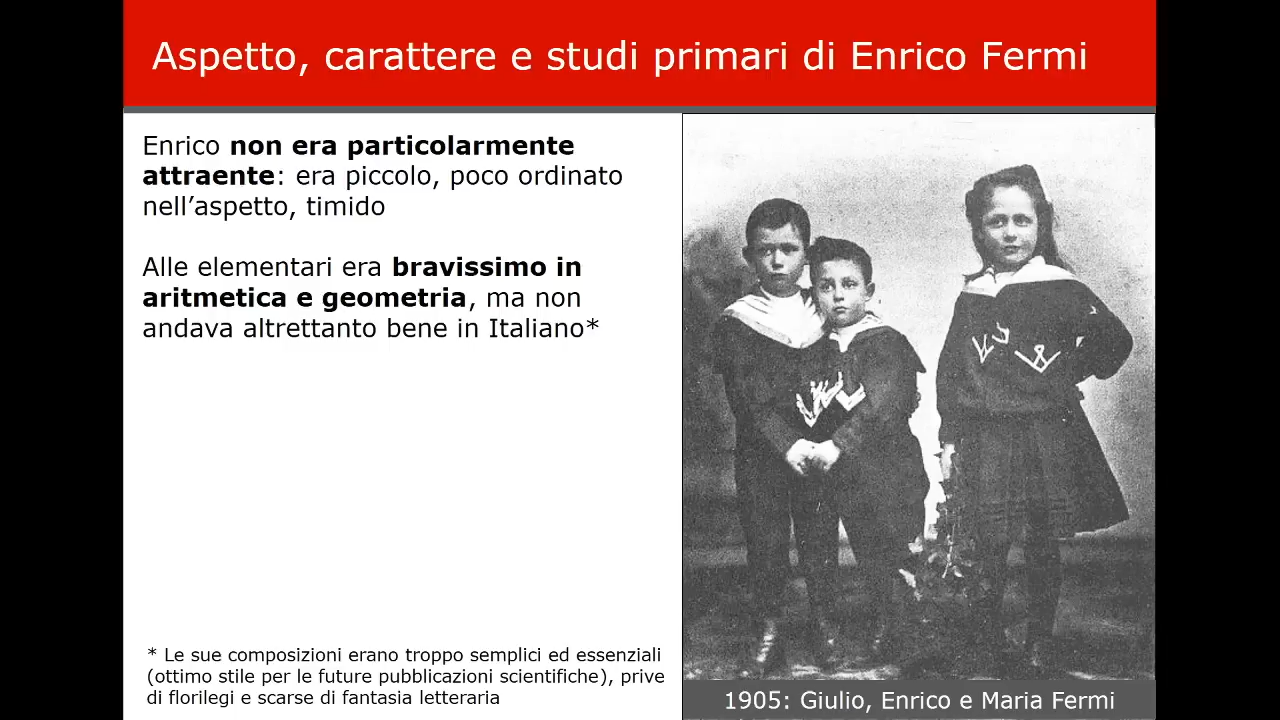 Aspetto, carattere e studi primari di Enrico Fermi
Enrico non era particolarmente
attraente: era piccolo, poco ordinato
nell’aspetto, timido
Alle elementari era bravissimo in
aritmetica e geometria, ma non
andava altrettanto bene in Italiano*
* Le sue composizioni erano troppo semplici ed essenziali
(ottimo stile per le future pubblicazioni scientifiche), prive
di florilegi e scarse di fantasia letteraria
1905: Giulio, Enrico e Maria Fermi